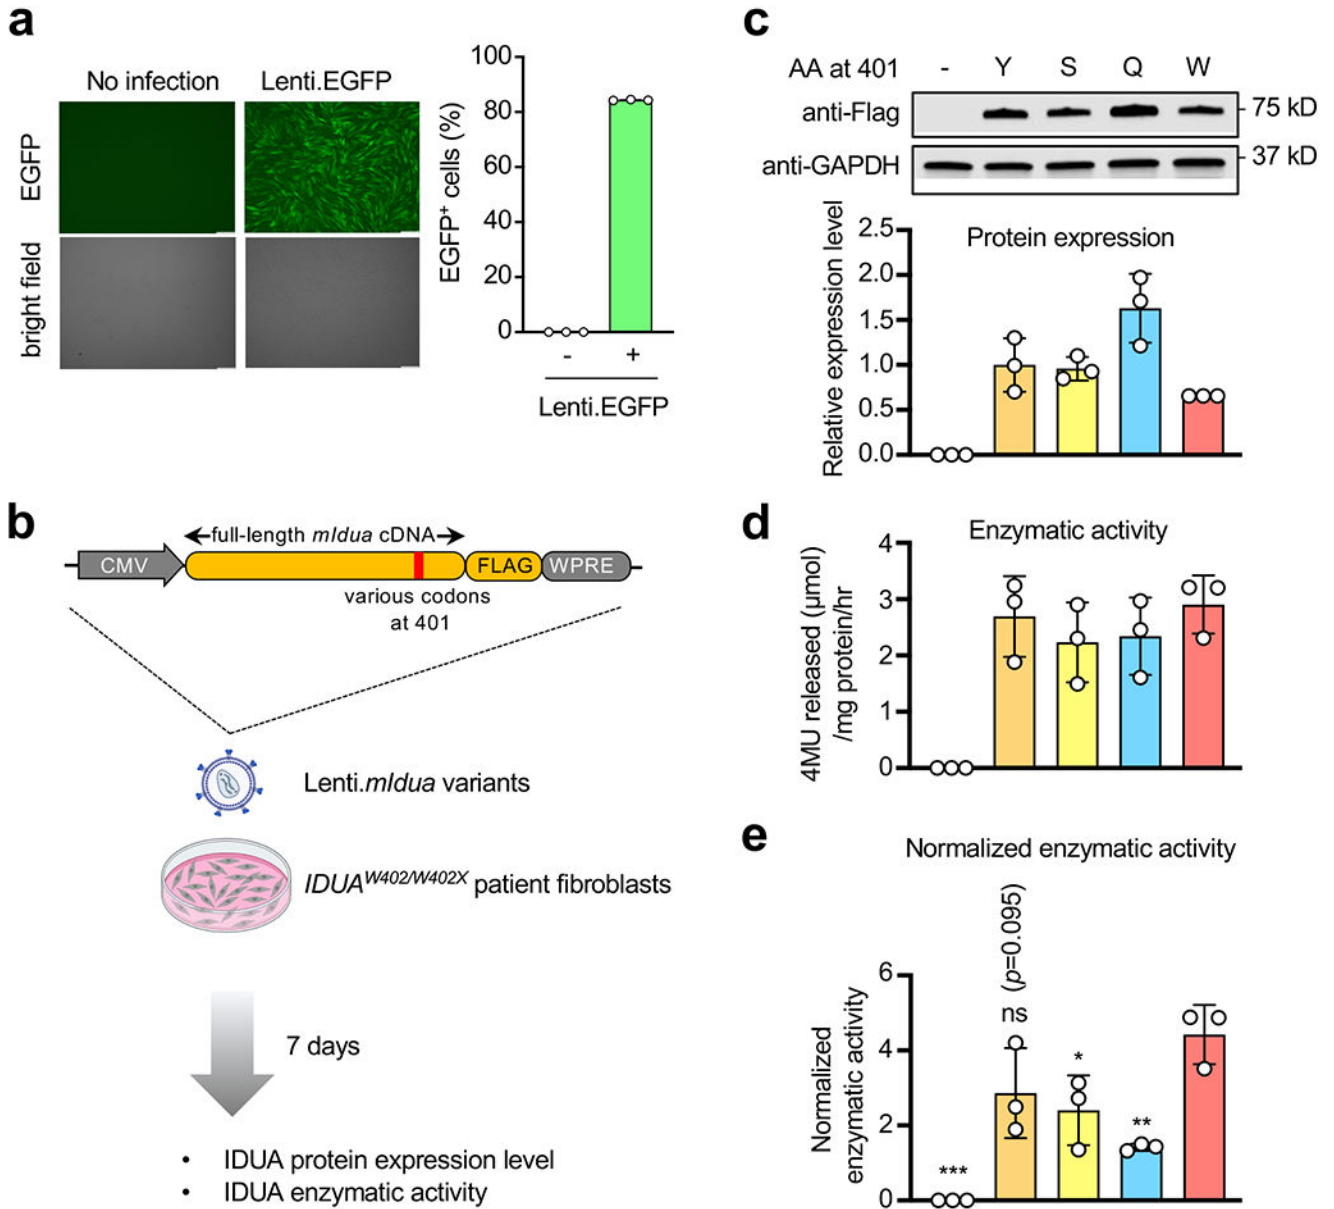 a
No infection
Lenti.EGFP
EGFP
bright field
EGFP+ cells (%)
100
80
60
40
20
0
- +
Lenti.EGFP
b
full-length mIdua cDNA
CMV
FLAG
WPRE
various codons
at 401
Lenti.mIdua variants
IDUAW402/W402X patient fibroblasts
7 days
• IDUA protein expression level
• IDUA enzymatic activity
c
AA at 401 - Y S Q W
anti-Flag
75 kD
anti-GAPDH
37 kD
Protein expression
Relative expression level
2.5
2.0
1.5
1.0
0.5
0.0
d
Enzymatic activity
4MU released (μmol)
/mg protein/hr
4
3
2
1
0
e
Normalized enzymatic activity
Normalized
enzymatic activity
6
4
2
0
***
ns (p=0.095)
*
**